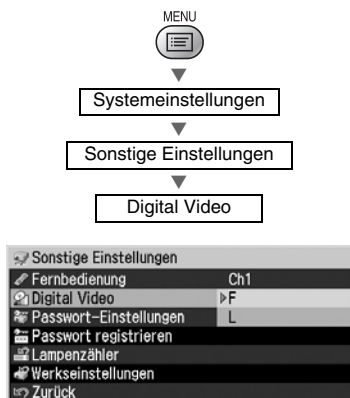 MENU
Systemeinstellungen
Sonstige Einstellungen
Digital Video
Sonstige Einstellungen
Fernbedienung Ch1
Digital Video F
Passwort-Einstellungen L
Passwort registrieren
Lampenzähler
Werkseinstellungen
Zurück